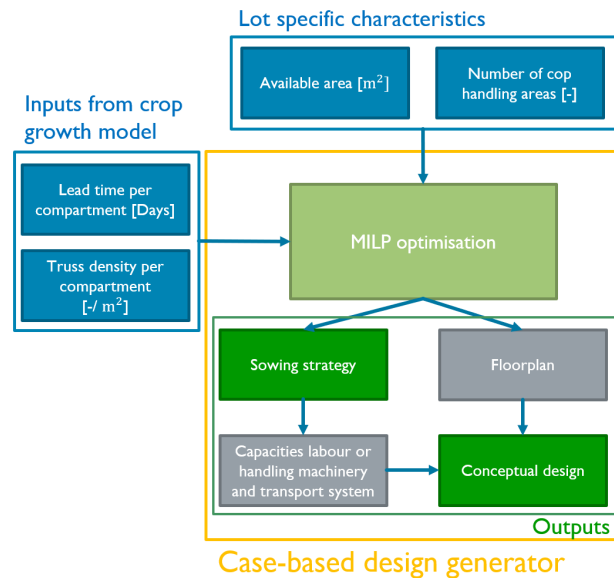 Lot specific characteristics
Available area [m²]
Number of cop
handling areas [-]
Inputs from crop
growth model
Lead time per
compartment [Days]
Truss density per
compartment
[-/ m²]
MILP optimisation
Sowing strategy
Floorplan
Capacities labour or
handling machinery
and transport system
Conceptual design
Outputs
Case-based design generator